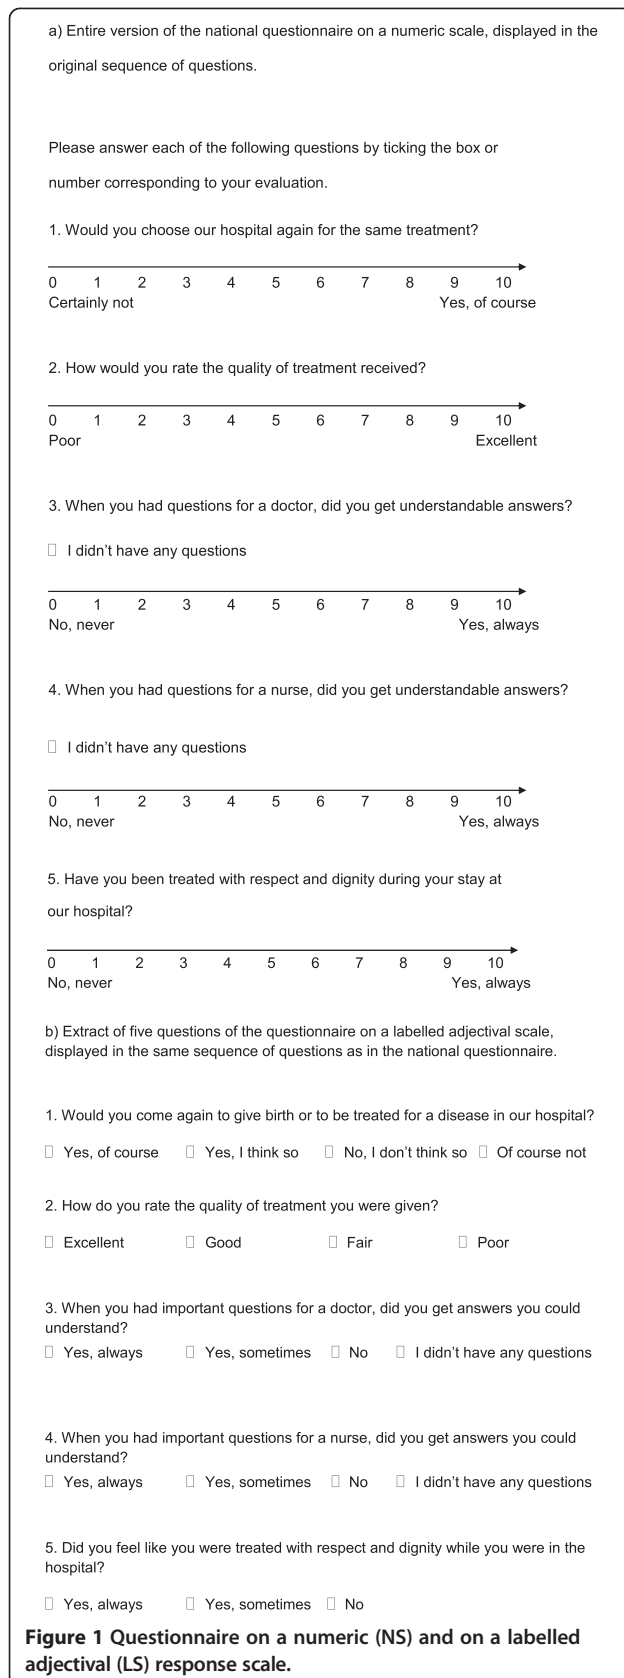 a) Entire version of the national questionnaire on a numeric scale, displayed in the
original sequence of questions.
Please answer each of the following questions by ticking the box or
number corresponding to your evaluation.
1. Would you choose our hospital again for the same treatment?
0 1 2 3 4 5 6 7 8 9 10
Certainly not Yes, of course
2. How would you rate the quality of treatment received?
0 1 2 3 4 5 6 7 8 9 10
Poor Excellent
3. When you had questions for a doctor, did you get understandable answers?
I didn't have any questions
0 1 2 3 4 5 6 7 8 9 10
No, never Yes, always
4. When you had questions for a nurse, did you get understandable answers?
I didn't have any questions
0 1 2 3 4 5 6 7 8 9 10
No, never Yes, always
5. Have you been treated with respect and dignity during your stay at
our hospital?
0 1 2 3 4 5 6 7 8 9 10
No, never Yes, always
b) Extract of five questions of the questionnaire on a labelled adjectival scale,
displayed in the same sequence of questions as in the national questionnaire.
1. Would you come again to give birth or to be treated for a disease in our hospital?
Yes, of course Yes, I think so No, I don't think so Of course not
2. How do you rate the quality of treatment you were given?
Excellent Good Fair Poor
3. When you had important questions for a doctor, did you get answers you could
understand?
Yes, always Yes, sometimes No I didn't have any questions
4. When you had important questions for a nurse, did you get answers you could
understand?
Yes, always Yes, sometimes No I didn't have any questions
5. Did you feel like you were treated with respect and dignity while you were in the
hospital?
Yes, always Yes, sometimes No
Figure 1 Questionnaire on a numeric (NS) and on a labelled
adjectival (LS) response scale.